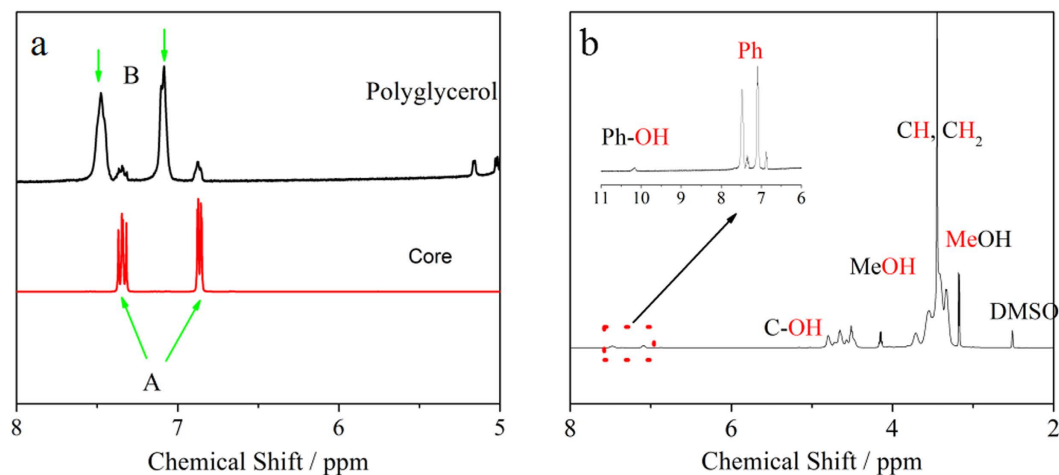 a
B
Polyglycerol
Core
A
8
7
6
5
Chemical Shift / ppm
b
Ph
Ph-OH
11 10 9 8 7 6
CH, CH₂
MeOH
MeOH
C-OH
DMSO
8
6
4
2
Chemical Shift / ppm